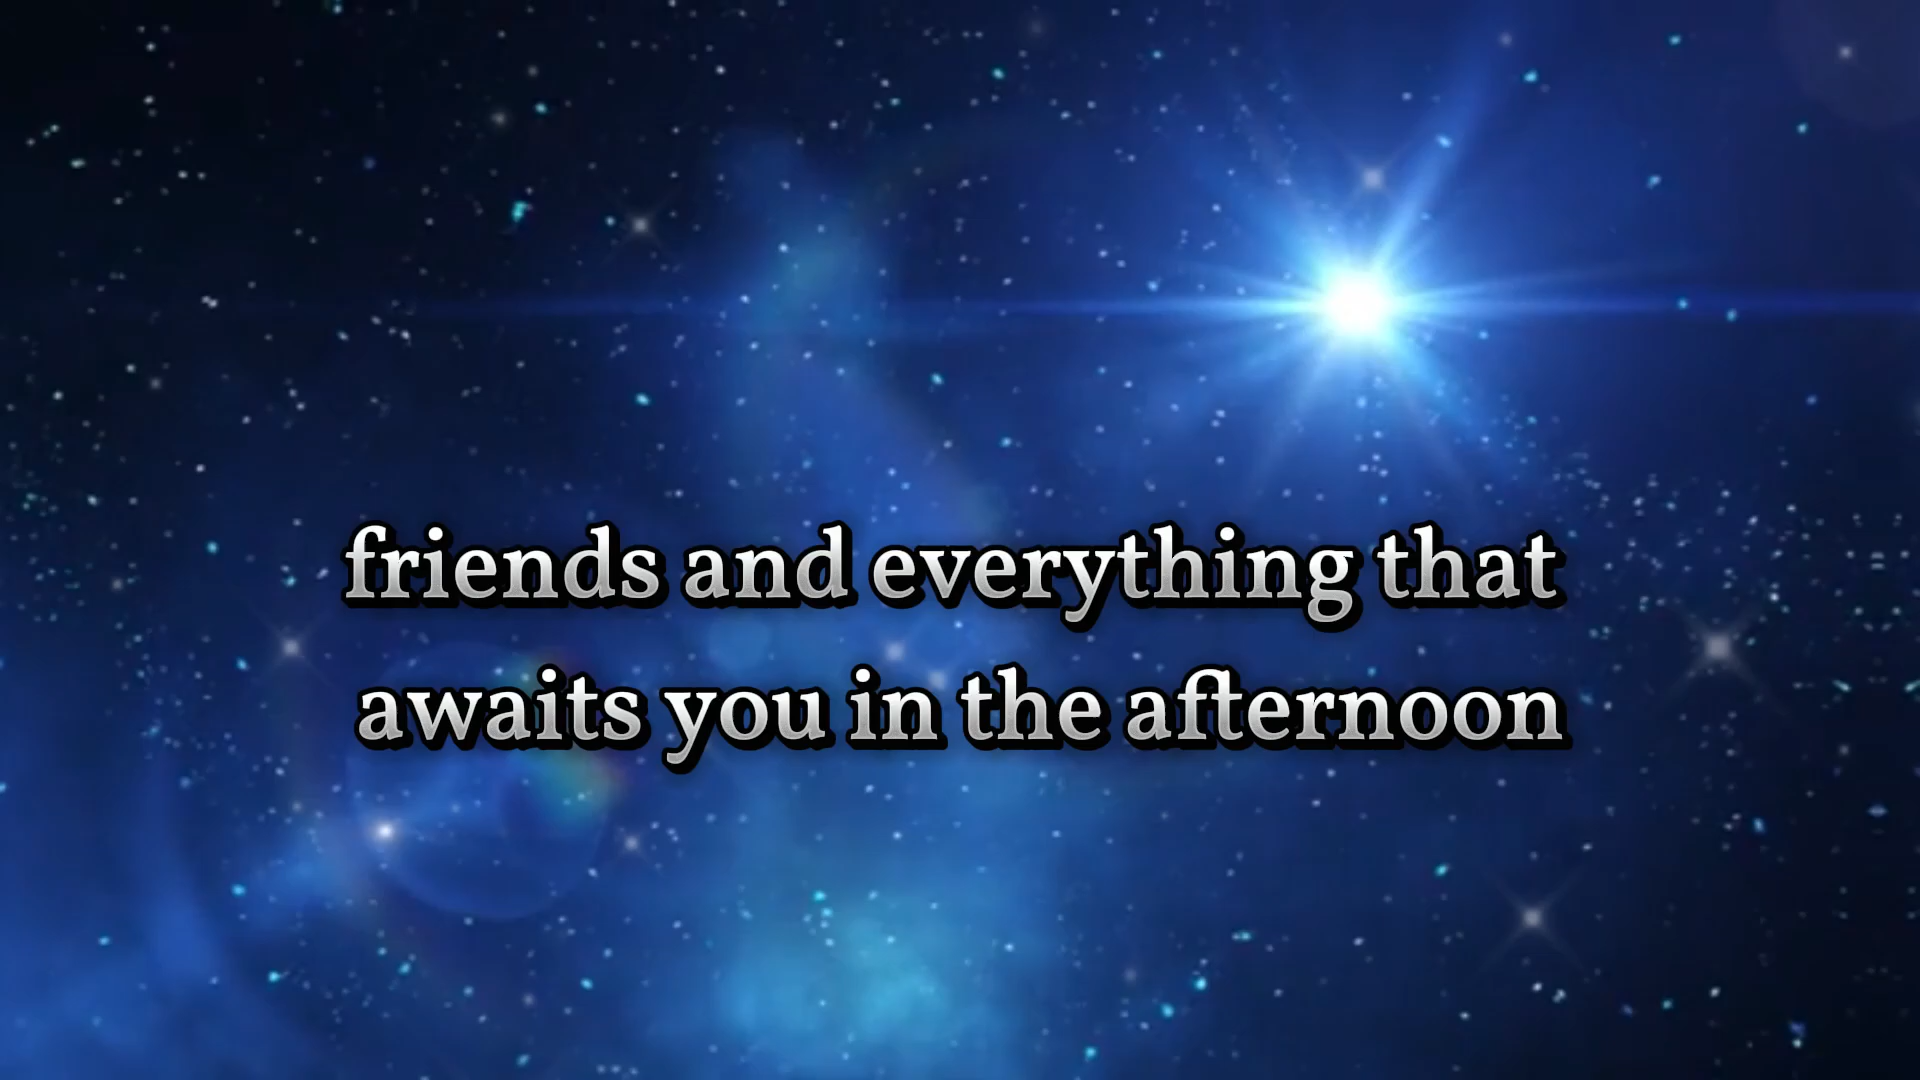 friends and everything that
awaits you in the afternoon